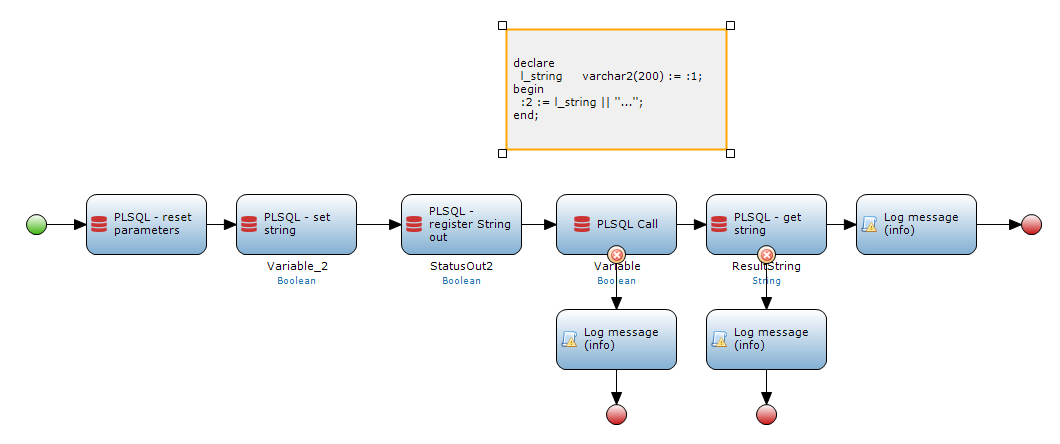 declare
l_string varchar2(200) := :1;
begin
:2 := l_string || "...";
end;
PLSQL - reset
parameters
PLSQL - set
string
PLSQL -
register String
out
PLSQL Call
PLSQL - get
string
Log message
(info)
Variable_2
Boolean
StatusOut2
Boolean
Variable
Boolean
ResultString
String
Log message
(info)
Log message
(info)